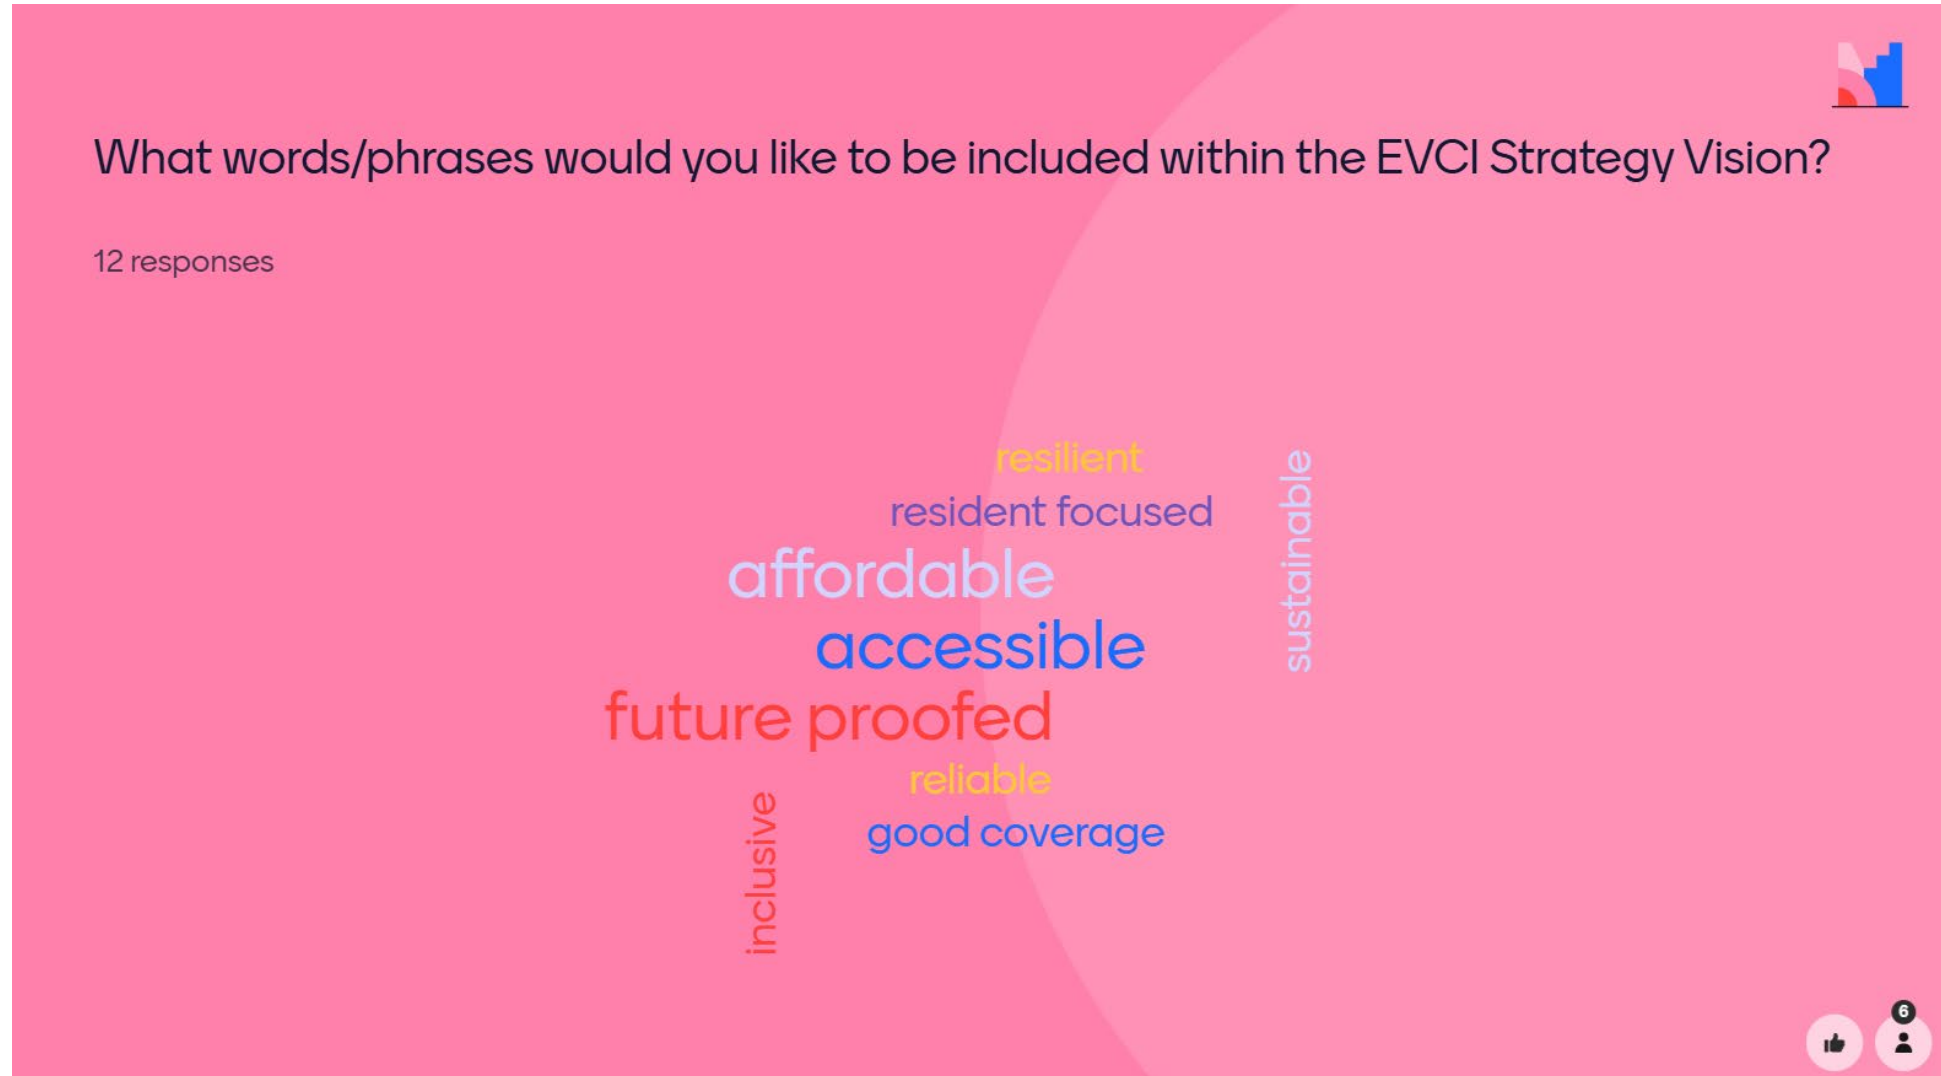 What words/phrases would you like to be included within the EVCI Strategy Vision?
12 responses
resilient
resident focused
sustainable
affordable
accessible
future proofed
reliable
good coverage
inclusive
6